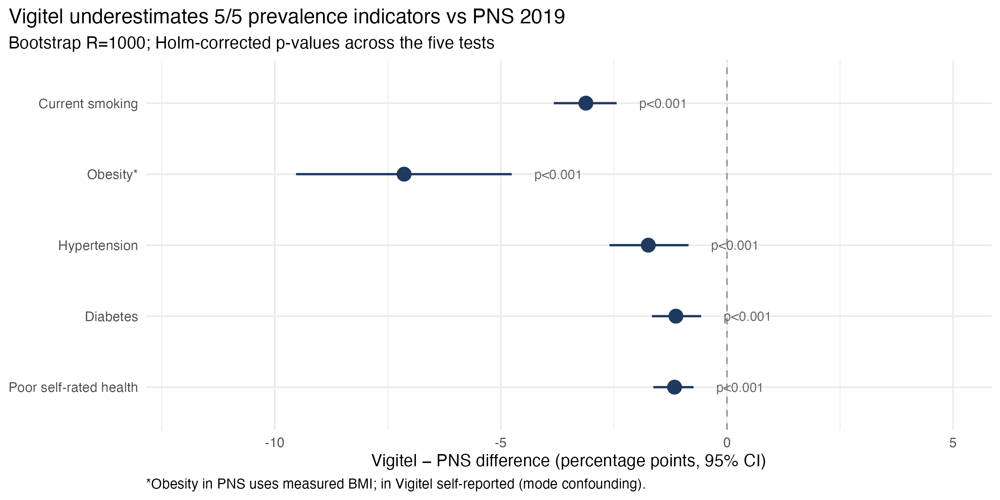 Vigitel underestimates 5/5 prevalence indicators vs PNS 2019
Bootstrap R=1000; Holm-corrected p-values across the five tests
Current smoking p<0.001
Obesity* p<0.001
Hypertension p<0.001
Diabetes p<0.001
Poor self-rated health p<0.001
-10 -5 0 5
Vigitel − PNS difference (percentage points, 95% CI)
*Obesity in PNS uses measured BMI; in Vigitel self-reported (mode confounding).